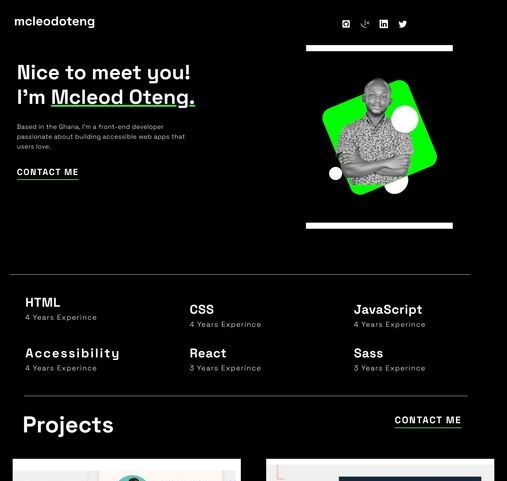 mcleodoteng
Nice to meet you!
I'm Mcleod Oteng.
Based in the Ghana, I'm a front-end developer
passionate about building accessible web apps that
users love.
CONTACT ME
HTML
4 Years Experince
CSS
4 Years Experince
JavaScript
4 Years Experince
Accessibility
4 Years Experince
React
3 Years Experince
Sass
3 Years Experince
Projects
CONTACT ME